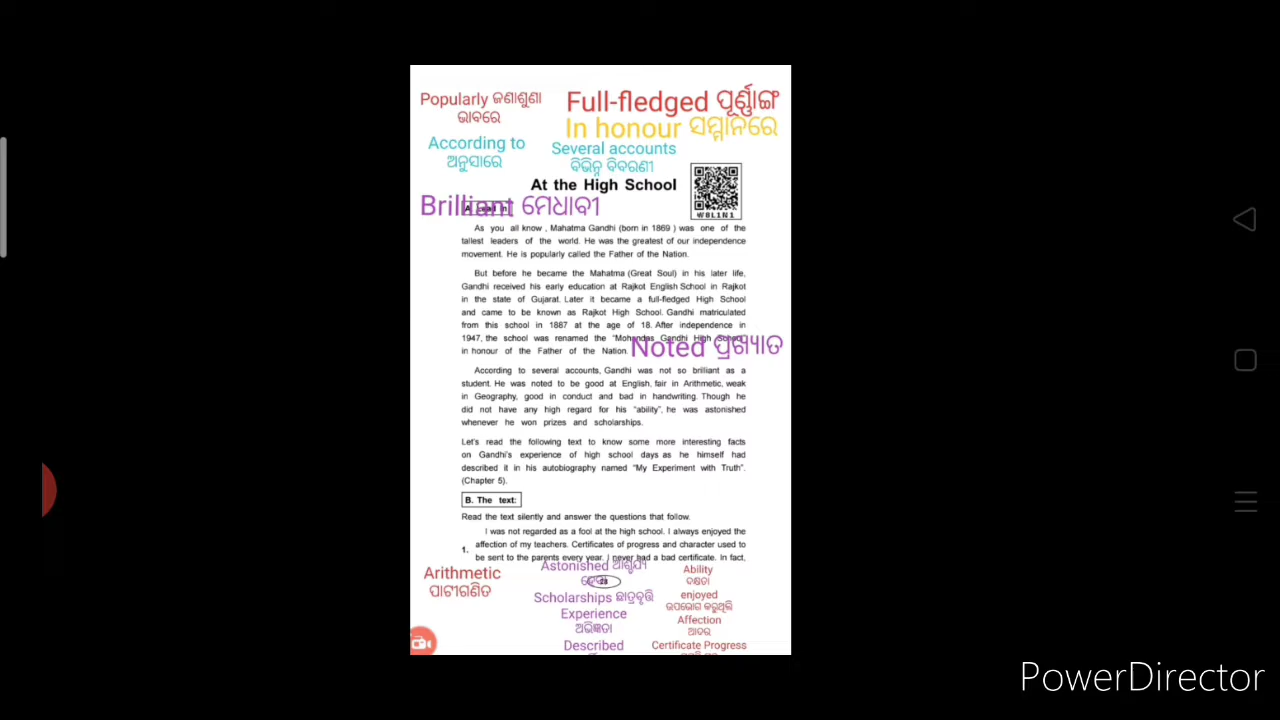 Popularly ଜଣାଶୁଣା
ଭାବରେ
Full-fledged ପୂର୍ଣ୍ଣାଙ୍ଗ
In honour ସମ୍ମାନରେ
According to
ଅନୁସାରେ
Several accounts
ବିଭିନ୍ନ ବିବରଣୀ
At the High School
W8L1N1
Brilliant ମେଧାବୀ
As you all know , Mahatma Gandhi (born in 1869 ) was one of the
tallest leaders of the world. He was the greatest of our independence
movement. He is popularly called the Father of the Nation.
But before he became the Mahatma (Great Soul) in his later life,
Gandhi received his early education at Rajkot English School in Rajkot
in the state of Gujarat. Later it became a full-fledged High School
and came to be known as Rajkot High School. Gandhi matriculated
from this school in 1887 at the age of 18. After independence in
1947, the school was renamed the “Mohandas Gandhi High School
in honour of the Father of the Nation.
Noted ପ୍ରଖ୍ୟାତ
According to several accounts, Gandhi was not so brilliant as a
student. He was noted to be good at English, fair in Arithmetic, weak
in Geography, good in conduct and bad in handwriting. Though he
did not have any high regard for his “ability”, he was astonished
whenever he won prizes and scholarships.
Let's read the following text to know some more interesting facts
on Gandhi's experience of high school days as he himself had
described it in his autobiography named “My Experiment with Truth”.
(Chapter 5).
B. The text:
Read the text silently and answer the questions that follow.
I was not regarded as a fool at the high school. I always enjoyed the
1. affection of my teachers. Certificates of progress and character used to
be sent to the parents every year. I never had a bad certificate. In fact,
Arithmetic
ପାଟୀଗଣିତ
Astonished ଆଶ୍ଚର୍ଯ୍ୟ
28
Scholarships ଛାତ୍ରବୃତ୍ତି
Experience
ଅଭିଜ୍ଞତା
Described
Ability
ଦକ୍ଷତା
enjoyed
ଉପଭୋଗ କରୁଥିଲି
Affection
ଆଦର
Certificate Progress
PowerDirector